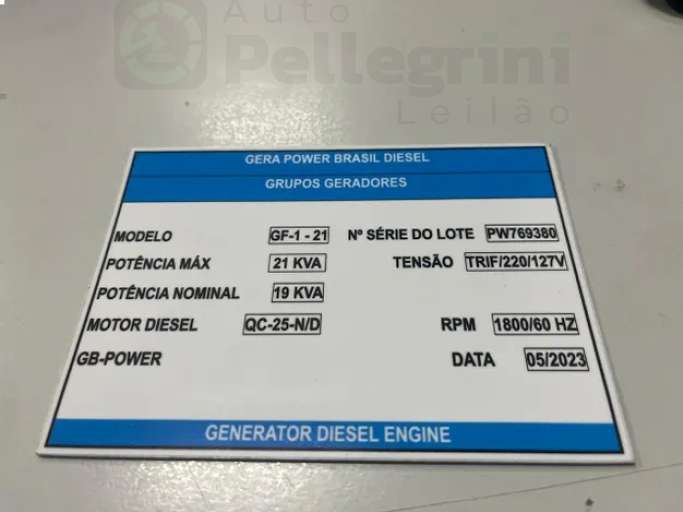 Auto
Pellegrini
Leilão
GERA POWER BRASIL DIESEL
GRUPOS GERADORES
MODELO GF-1 - 21 Nº SÉRIE DO LOTE PW769380
POTÊNCIA MÁX 21 KVA TENSÃO TRIF/220/127V
POTÊNCIA NOMINAL 19 KVA
MOTOR DIESEL QC-25-N/D RPM 1800/60 HZ
GB-POWER DATA 05/2023
GENERATOR DIESEL ENGINE